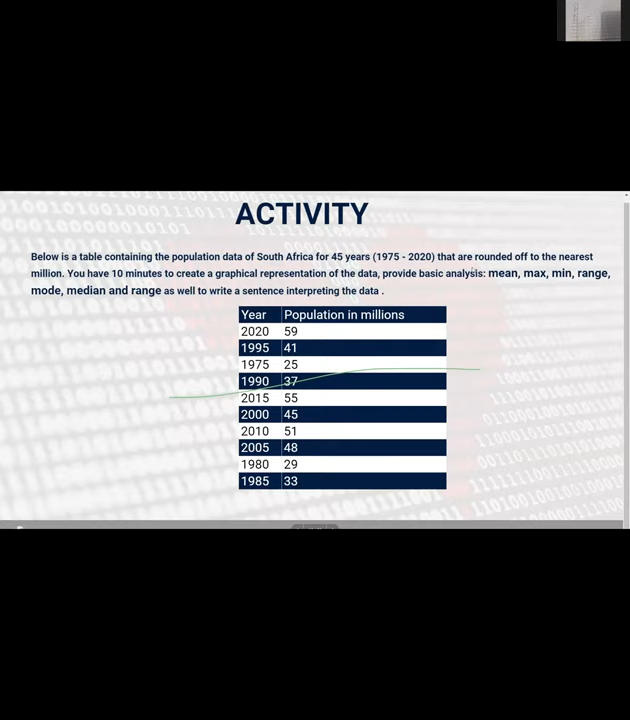 ACTIVITY
Below is a table containing the population data of South Africa for 45 years (1975 - 2020) that are rounded off to the nearest
million. You have 10 minutes to create a graphical representation of the data, provide basic analysis: mean, max, min, range,
mode, median and range as well to write a sentence interpreting the data .
Year Population in millions
2020 59
1995 41
1975 25
1990 37
2015 55
2000 45
2010 51
2005 48
1980 29
1985 33